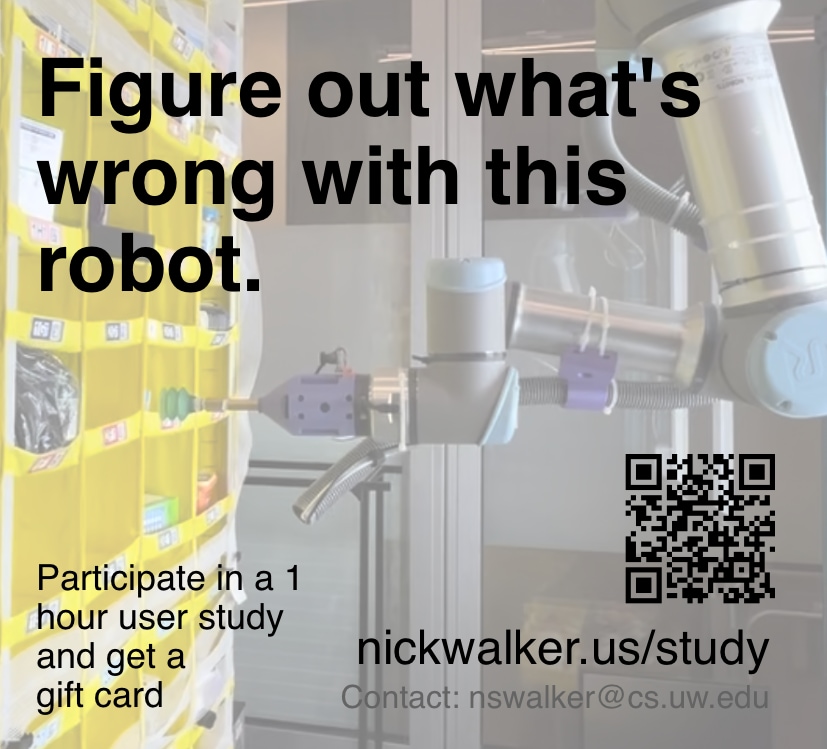 Figure out what's
wrong with this
robot.
Participate in a 1
hour user study
and get a
gift card
nickwalker.us/study
Contact: nswalker@cs.uw.edu